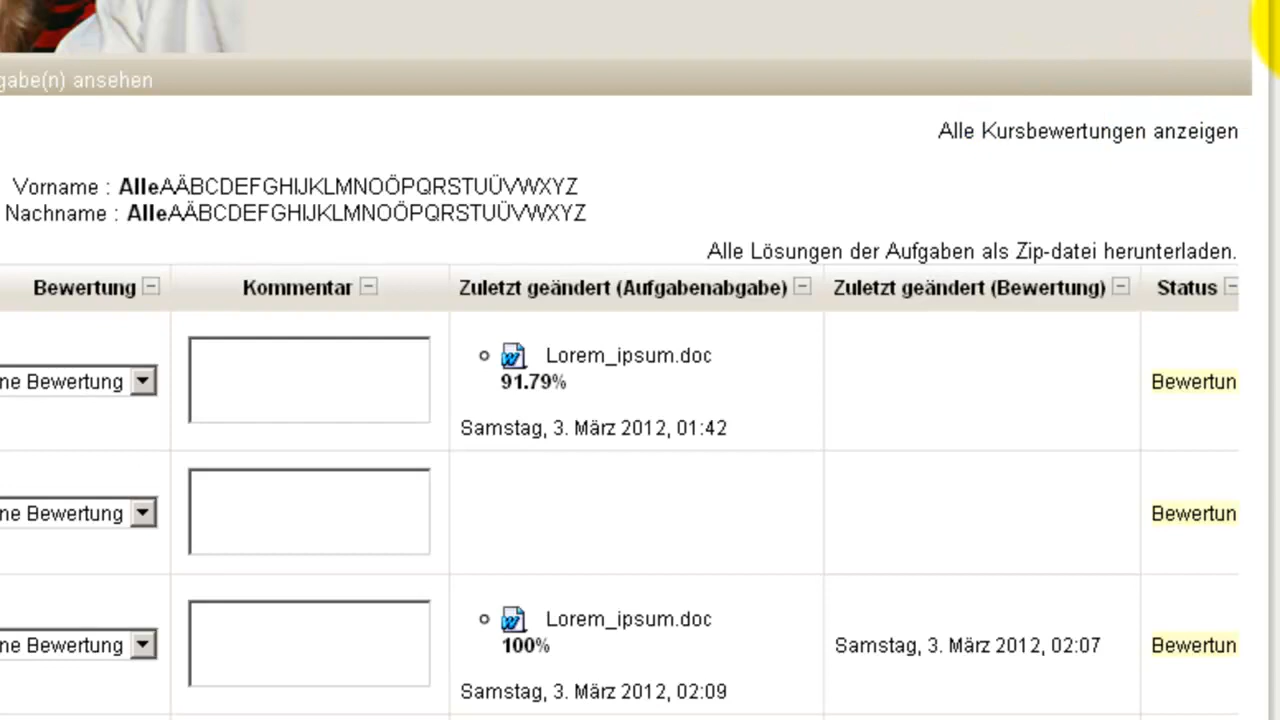 gabe(n) ansehen
Alle Kursbewertungen anzeigen
Vorname : AlleAÄBCDEFGHIJKLMNOÖPQRSTUÜVWXYZ
Nachname : AlleAÄBCDEFGHIJKLMNOÖPQRSTUÜVWXYZ
Alle Lösungen der Aufgaben als Zip-datei herunterladen.
Bewertung Kommentar Zuletzt geändert (Aufgabenabgabe) Zuletzt geändert (Bewertung) Status
Lorem_ipsum.doc
ne Bewertung 91.79% Bewertun
Samstag, 3. März 2012, 01:42
ne Bewertung Bewertun
Lorem_ipsum.doc
ne Bewertung 100% Samstag, 3. März 2012, 02:07 Bewertun
Samstag, 3. März 2012, 02:09